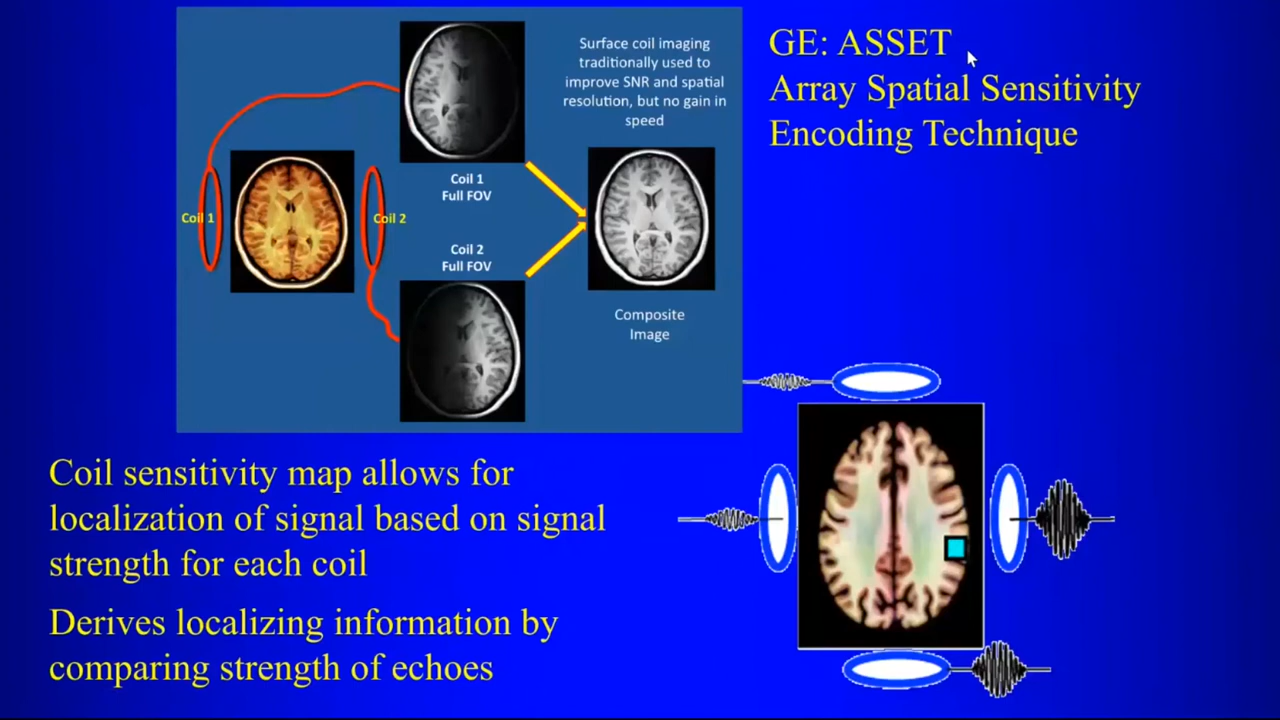 Surface coil imaging
traditionally used to
improve SNR and spatial
resolution, but no gain in
speed
Coil 1
Full FOV
Coil 1
Coil 2
Coil 2
Full FOV
Composite
Image
GE: ASSET
Array Spatial Sensitivity
Encoding Technique
Coil sensitivity map allows for
localization of signal based on signal
strength for each coil
Derives localizing information by
comparing strength of echoes